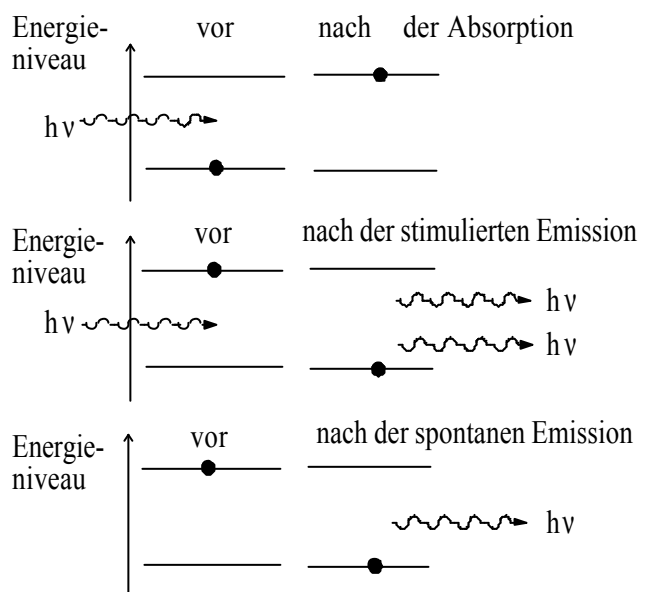 Energie- vor nach der Absorption
niveau
hν
Energie- vor nach der stimulierten Emission
niveau
hν
hν
hν
Energie- vor nach der spontanen Emission
niveau
hν